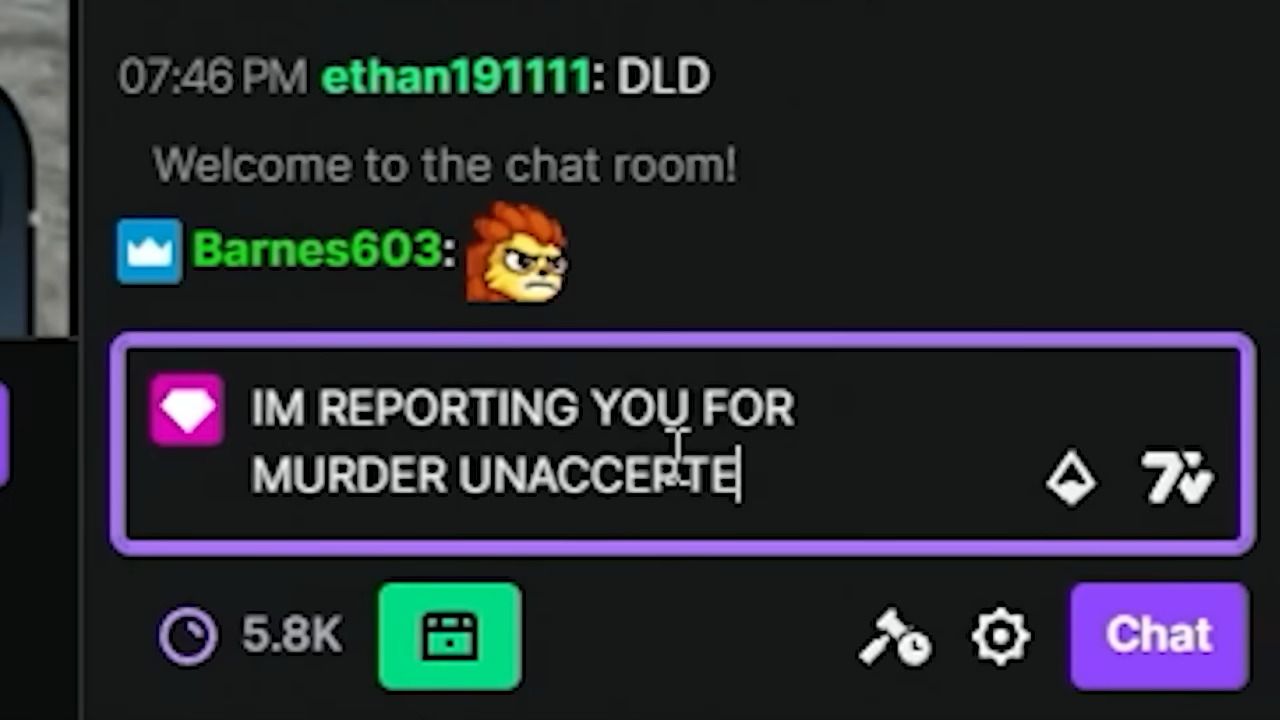 07:46 PM ethan191111: DLD
Welcome to the chat room!
Barnes603:
IM REPORTING YOU FOR
MURDER UNACCEPTE
7v
5.8K
Chat